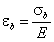 ε_b = σ_b / E